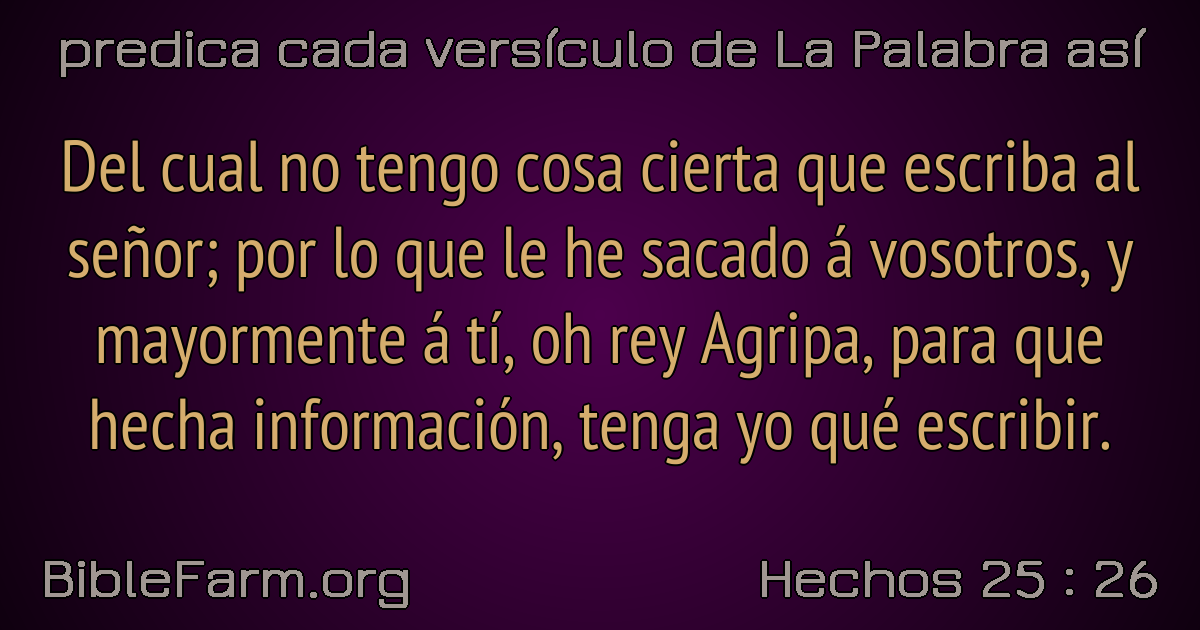 predica cada versículo de La Palabra así
Del cual no tengo cosa cierta que escriba al
señor; por lo que le he sacado á vosotros, y
mayormente á tí, oh rey Agripa, para que
hecha información, tenga yo qué escribir.
BibleFarm.org
Hechos 25 : 26